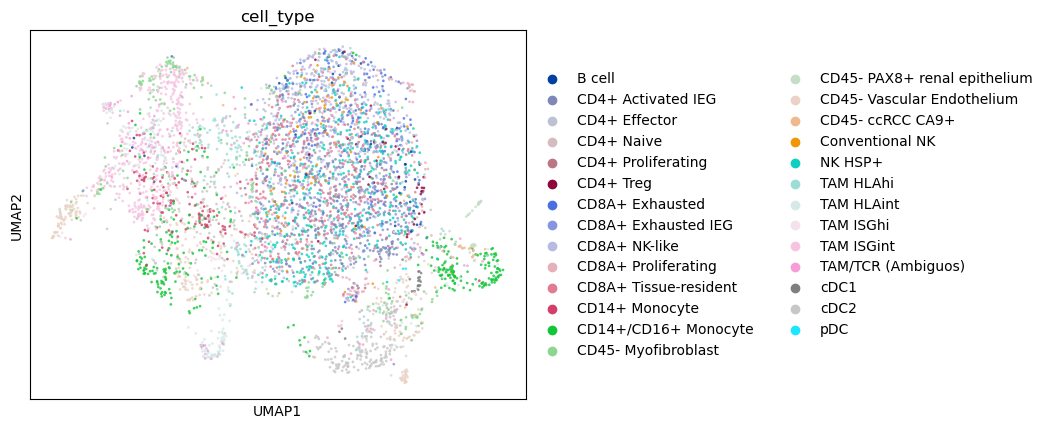 cell_type
UMAP2
UMAP1
B cell
CD4+ Activated IEG
CD4+ Effector
CD4+ Naive
CD4+ Proliferating
CD4+ Treg
CD8A+ Exhausted
CD8A+ Exhausted IEG
CD8A+ NK-like
CD8A+ Proliferating
CD8A+ Tissue-resident
CD14+ Monocyte
CD14+/CD16+ Monocyte
CD45- Myofibroblast
CD45- PAX8+ renal epithelium
CD45- Vascular Endothelium
CD45- ccRCC CA9+
Conventional NK
NK HSP+
TAM HLAhi
TAM HLAint
TAM ISGhi
TAM ISGint
TAM/TCR (Ambiguos)
cDC1
cDC2
pDC